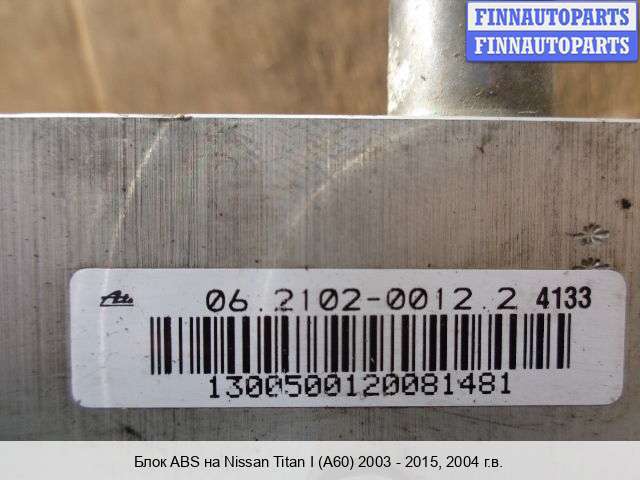 FINNAUTOPARTS
FINNAUTOPARTS
Ate 06.2102-0012.2 4133
1300500120081481
Блок ABS на Nissan Titan I (A60) 2003 - 2015, 2004 г.в.